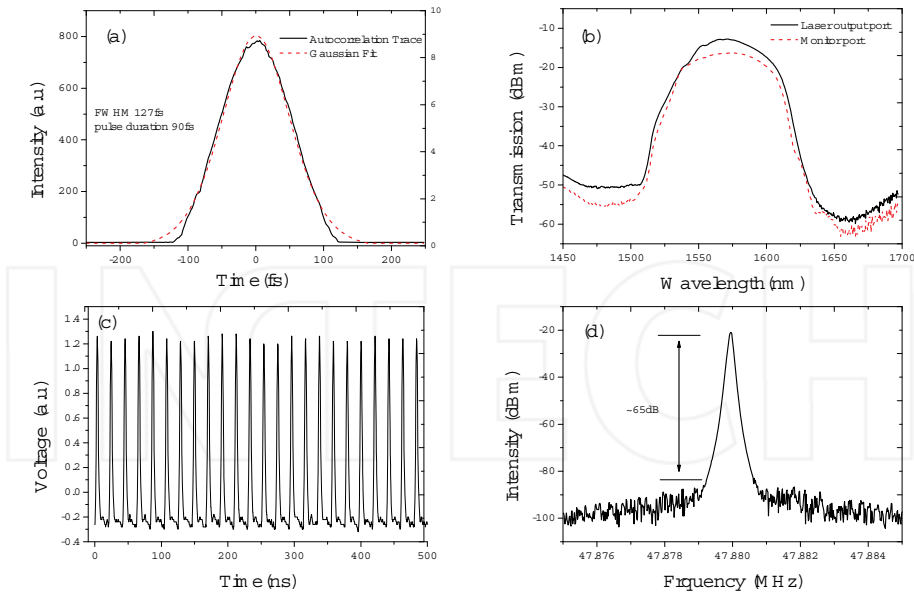 (a)
Autocorrelation Trace
Gaussian Fit
FWHM 127fs
pulse duration 90fs
Intensity (a.u)
800
600
400
200
0
10
8
6
4
2
0
-200 -100 0 100 200
Time(fs)
(b)
Laser output port
Monitor port
Transmission (dBm)
-10
-20
-30
-40
-50
-60
1450 1500 1550 1600 1650 1700
Wavelength(nm)
(c)
Voltage (a.u)
1.4
1.2
1.0
0.8
0.6
0.4
0.2
0.0
-0.2
-0.4
0 100 200 300 400 500
Time(ns)
(d)
~65dB
Intensity (dBm)
-20
-40
-60
-80
-100
47.876 47.878 47.880 47.882 47.884
Frquency (MHz)
INTECH